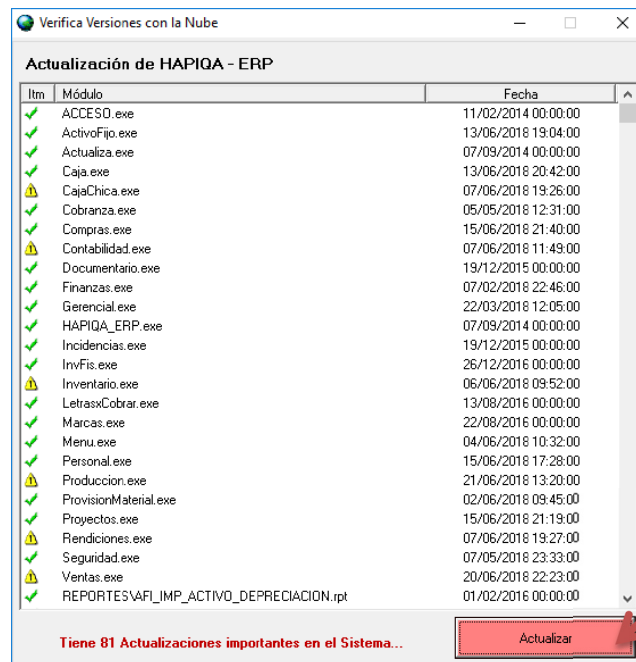 Verifica Versiones con la Nube
Actualización de HAPIQA - ERP
Itm Módulo Fecha
ACCESO.exe 11/02/2014 00:00:00
ActivoFijo.exe 13/06/2018 19:04:00
Actualiza.exe 07/09/2014 00:00:00
Caja.exe 13/06/2018 20:42:00
CajaChica.exe 07/06/2018 19:26:00
Cobranza.exe 05/05/2018 12:31:00
Compras.exe 15/06/2018 21:40:00
Contabilidad.exe 07/06/2018 11:49:00
Documentario.exe 19/12/2015 00:00:00
Finanzas.exe 07/02/2018 22:46:00
Gerencial.exe 22/03/2018 12:05:00
HAPIQA_ERP.exe 07/09/2014 00:00:00
Incidencias.exe 19/12/2015 00:00:00
InvFis.exe 26/12/2016 00:00:00
Inventario.exe 06/06/2018 09:52:00
LetrasxCobrar.exe 13/08/2016 00:00:00
Marcas.exe 22/08/2016 00:00:00
Menu.exe 04/06/2018 10:32:00
Personal.exe 15/06/2018 17:28:00
Produccion.exe 21/06/2018 13:20:00
ProvisionMaterial.exe 02/06/2018 09:45:00
Proyectos.exe 15/06/2018 21:19:00
Rendiciones.exe 07/06/2018 19:27:00
Seguridad.exe 07/05/2018 23:33:00
Ventas.exe 20/06/2018 22:23:00
REPORTES\AFI_IMP_ACTIVO_DEPRECIACION.rpt 01/02/2016 00:00:00
Tiene 81 Actualizaciones importantes en el Sistema... Actualizar